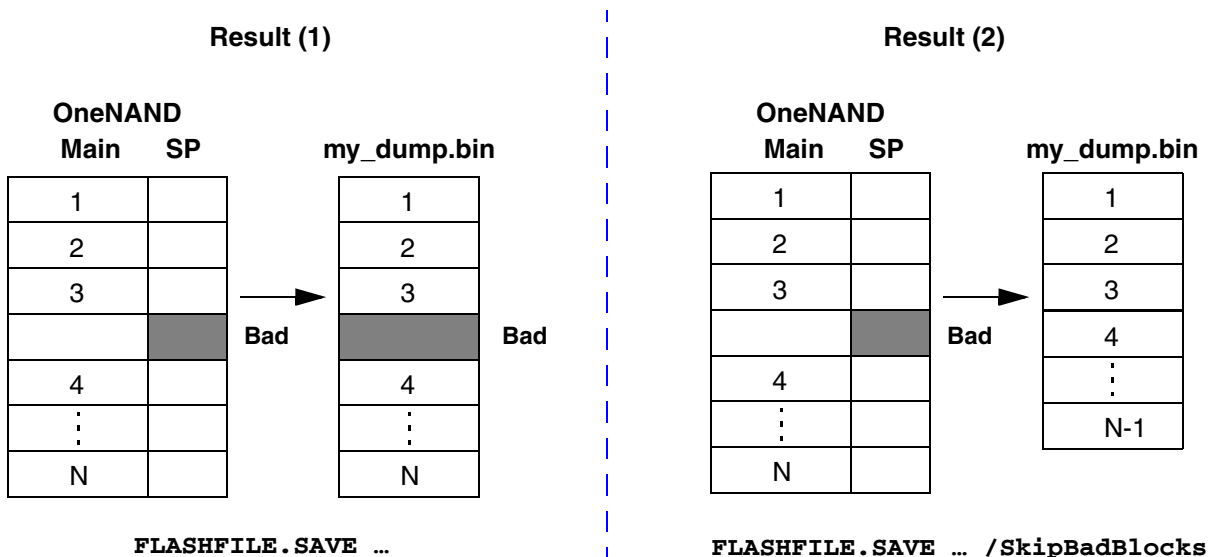 Result (1)
OneNAND
Main SP my_dump.bin
1 1
2 2
3 3
Bad Bad
4 4
N N
FLASHFILE.SAVE …
Result (2)
OneNAND
Main SP my_dump.bin
1 1
2 2
3 3
Bad 4
4
N-1
N
FLASHFILE.SAVE … /SkipBadBlocks